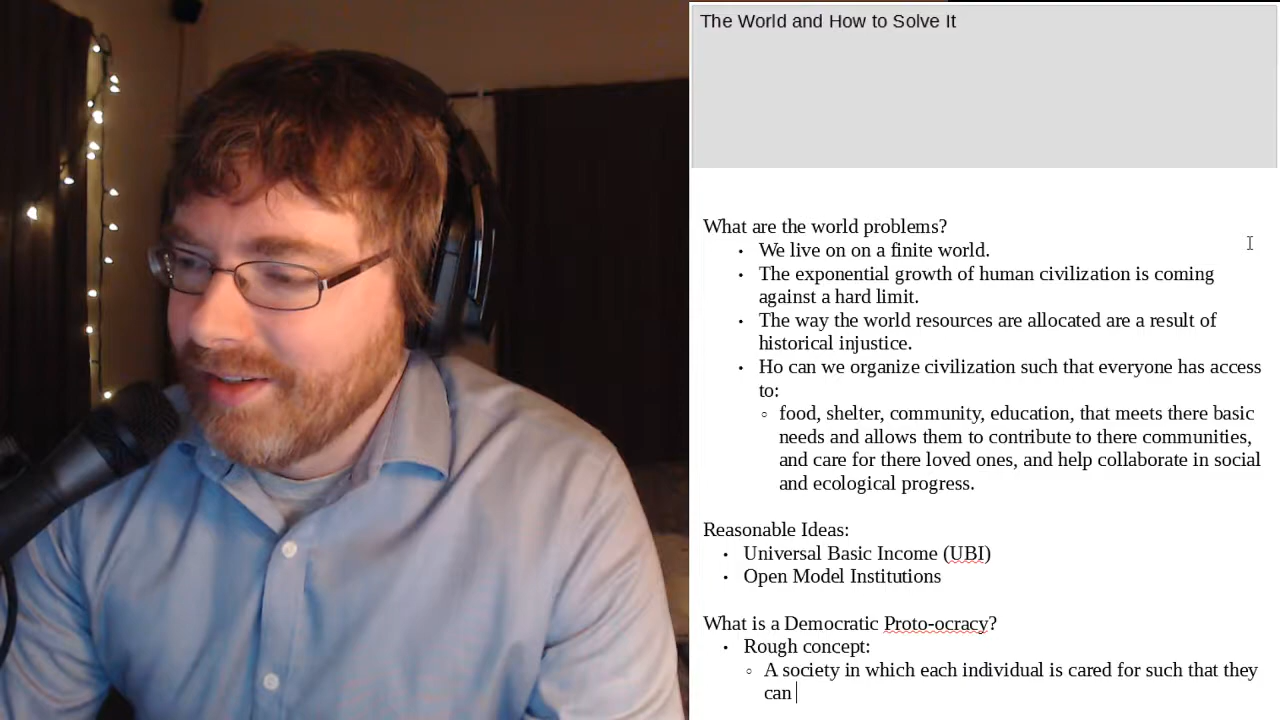 The World and How to Solve It
What are the world problems?
• We live on on a finite world.
• The exponential growth of human civilization is coming
against a hard limit.
• The way the world resources are allocated are a result of
historical injustice.
• Ho can we organize civilization such that everyone has access
to:
◦ food, shelter, community, education, that meets there basic
needs and allows them to contribute to there communities,
and care for there loved ones, and help collaborate in social
and ecological progress.
Reasonable Ideas:
• Universal Basic Income (UBI)
• Open Model Institutions
What is a Democratic Proto-ocracy?
• Rough concept:
◦ A society in which each individual is cared for such that they
can